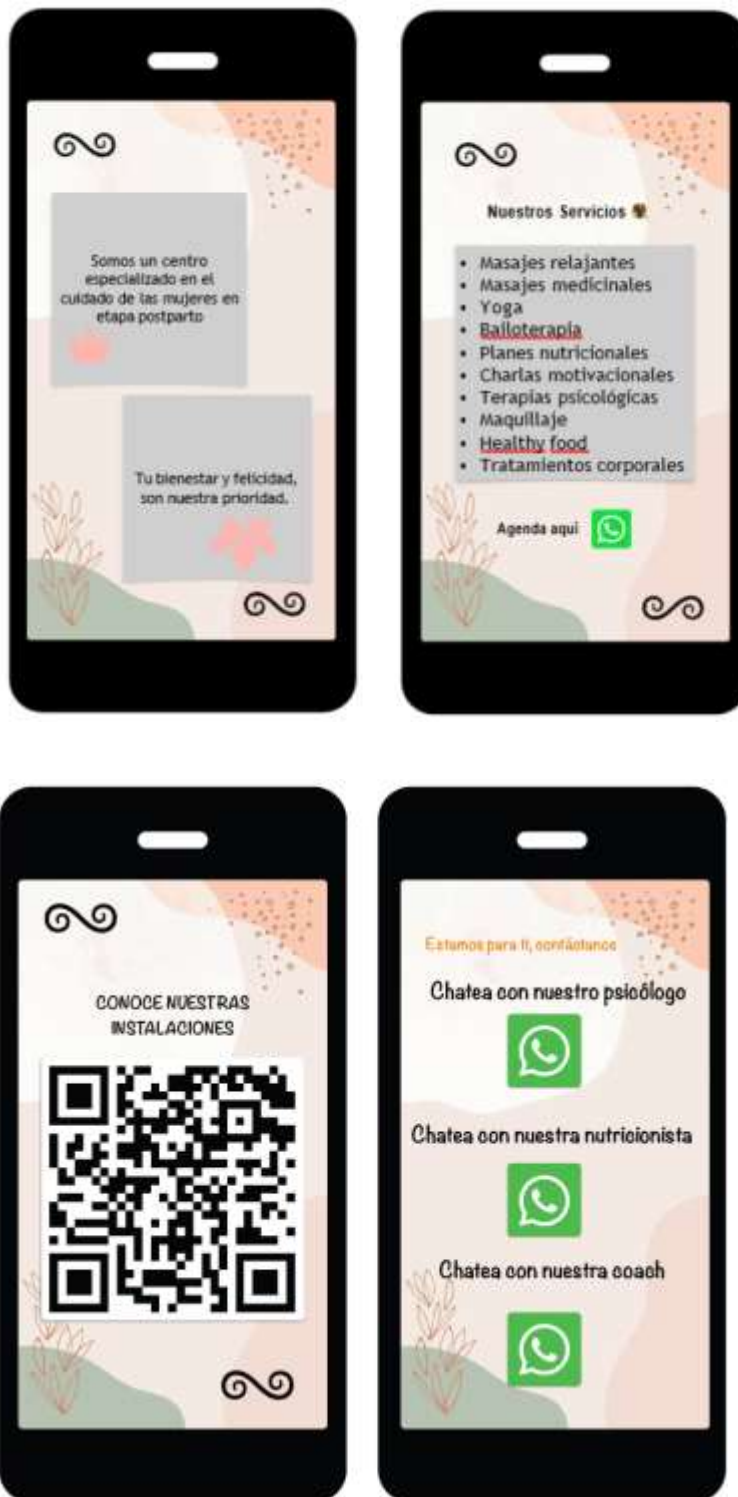 Somos un centro
especializado en el
cuidado de las mujeres en
etapa postparto
Tu bienestar y felicidad,
son nuestra prioridad.
Nuestros Servicios
• Masajes relajantes
• Masajes medicinales
• Yoga
• Bailoterapia
• Planes nutricionales
• Charlas motivacionales
• Terapias psicológicas
• Maquillaje
• Healthy food
• Tratamientos corporales
Agenda aquí
CONOCE NUESTRAS
INSTALACIONES
Estamos para ti, contáctanos
Chatea con nuestro psicólogo
Chatea con nuestra nutricionista
Chatea con nuestra coach